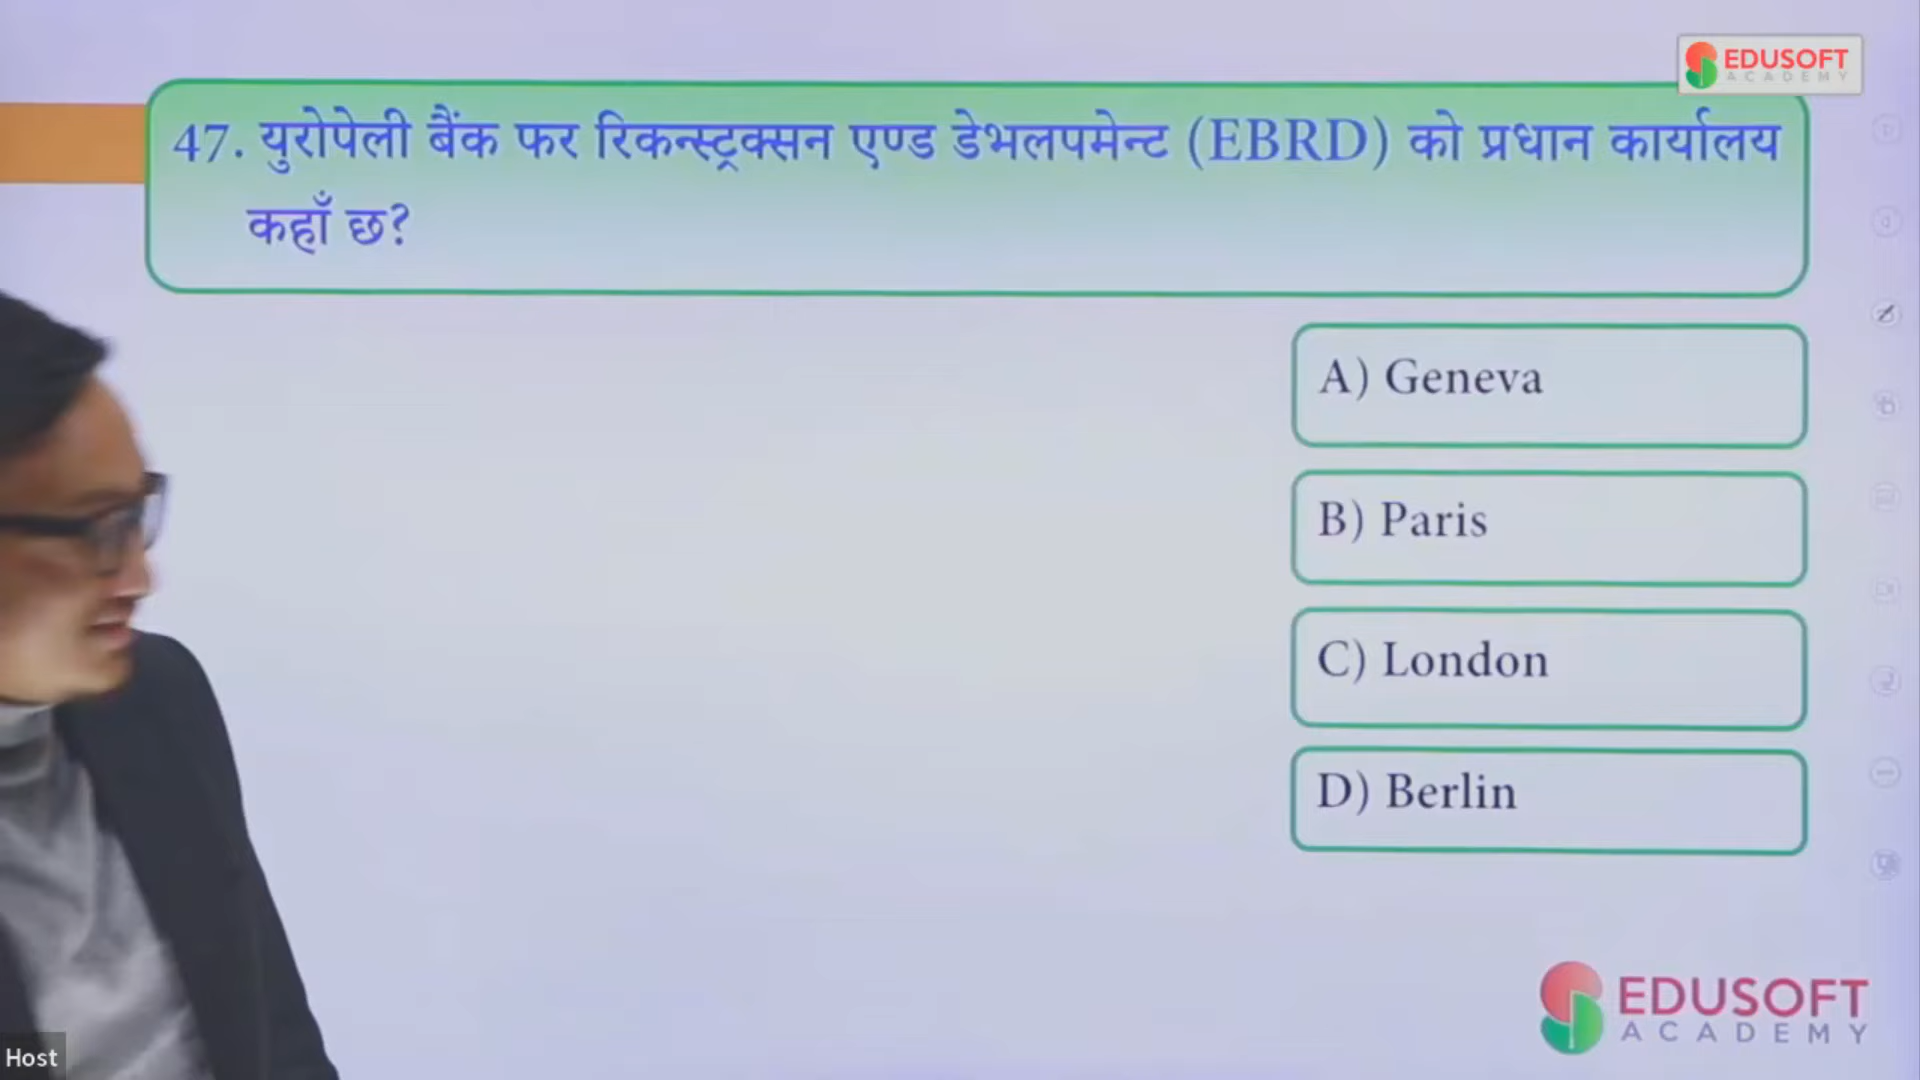 EDUSOFT
ACADEMY
47. युरोपेली बैंक फर रिकन्स्ट्रक्सन एण्ड डेभलपमेन्ट (EBRD) को प्रधान कार्यालय
कहाँ छ?
A) Geneva
B) Paris
C) London
D) Berlin
EDUSOFT
ACADEMY
Host